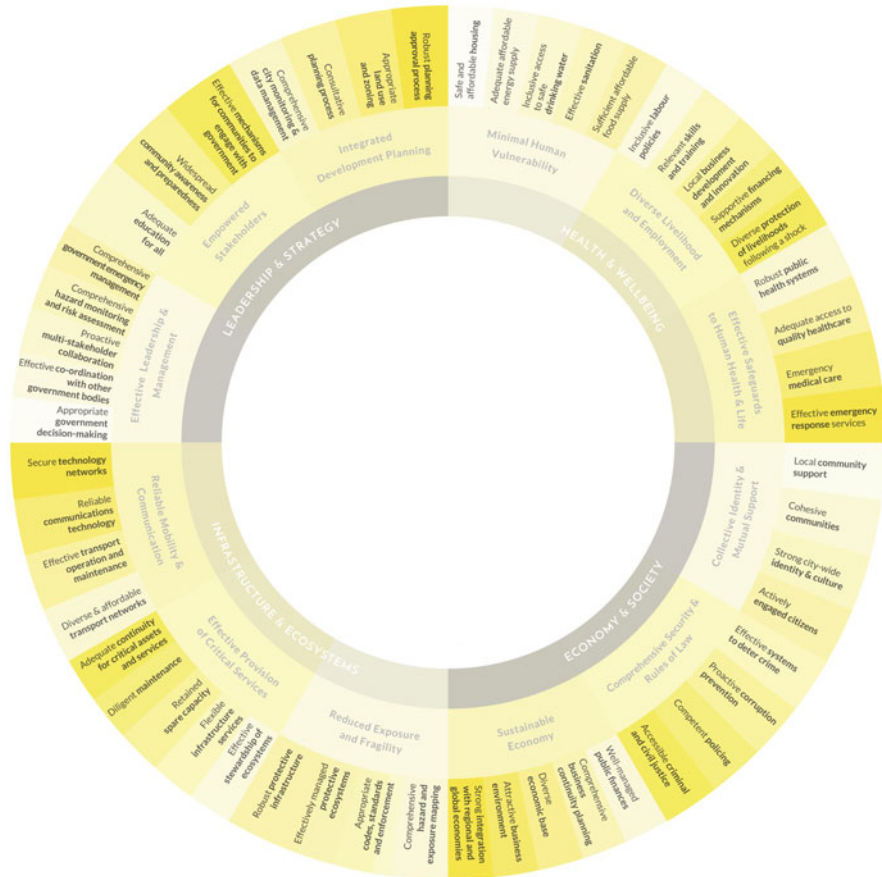 HEALTH & WELLBEING
Minimal Human
Vulnerability
Safe and
affordable housing
Adequate affordable
energy supply
Inclusive access
to safe
drinking water
Effective sanitation
Sufficient affordable
food supply
Diverse Livelihood
and Employment
Inclusive labour
policies
Relevant skills
and training
Local business
development
and innovation
Supportive financing
mechanisms
Diverse protection
of livelihoods
following a shock
Effective Safeguards
to Human Health & Life
Robust public
health systems
Adequate access to
quality healthcare
Emergency
medical care
Effective emergency
response services
ECONOMY & SOCIETY
Collective Identity &
Mutual Support
Local community
support
Cohesive
communities
Strong city-wide
identity & culture
Actively
engaged citizens
Comprehensive Security &
Rules of Law
Effective systems
to deter crime
Proactive corruption
prevention
Competent policing
Accessible criminal
and civil justice
Sustainable
Economy
Well-managed
public finances
Comprehensive
business
continuity planning
Diverse
economic base
Attractive business
environment
Strong integration
with regional and
global economies
INFRASTRUCTURE & ECOSYSTEMS
Reduced Exposure
and Fragility
Comprehensive
hazard and
exposure mapping
Appropriate
codes, standards
and enforcement
Effectively managed
protective
ecosystems
Robust protective
infrastructure
Effective Provision
of Critical Services
Effective
stewardship of
ecosystems
Flexible
infrastructure
services
Retained
spare capacity
Diligent maintenance
Adequate continuity
for critical assets
and services
Reliable Mobility &
Communication
Diverse & affordable
transport networks
Effective transport
operation and
maintenance
Reliable
communications
technology
Secure technology
networks
LEADERSHIP & STRATEGY
Effective Leadership &
Management
Appropriate
government
decision-making
Effective co-ordination
with other
government bodies
Proactive
multi-stakeholder
collaboration
Comprehensive
hazard monitoring
and risk assessment
Comprehensive
government emergency
management
Empowered
Stakeholders
Adequate
education
for all
Widespread
community awareness
and preparedness
Effective mechanisms
for communities to
engage with
government
Integrated
Development Planning
Comprehensive
city monitoring &
data management
Consultative
planning process
Appropriate
land use
and zoning
Robust planning
approval process